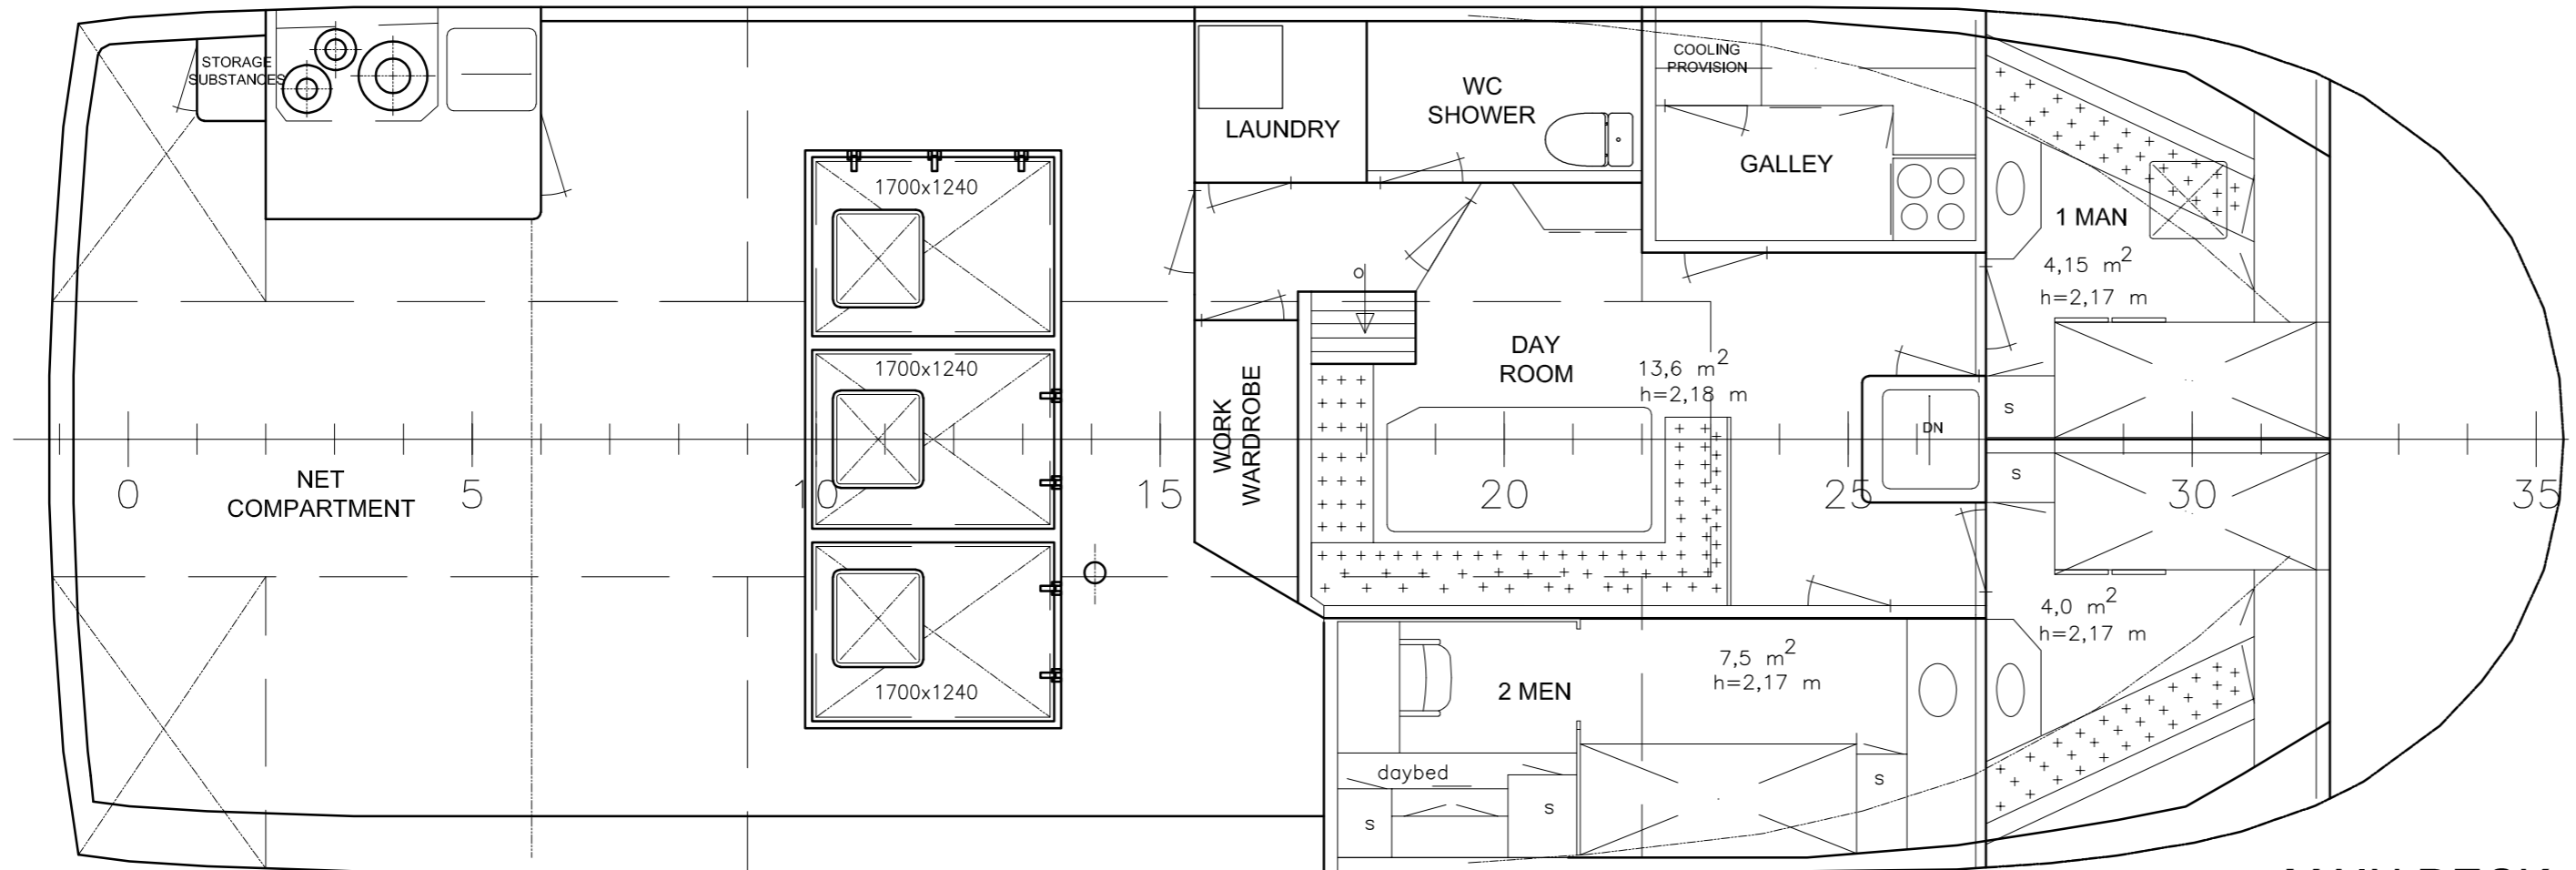 STORAGE
SUBSTANCES
LAUNDRY
WC
SHOWER
COOLING
PROVISION
GALLEY
1 MAN
4,15 m²
h=2,17 m
1700x1240
1700x1240
1700x1240
NET
COMPARTMENT
WORK
WARDROBE
DAY
ROOM
13,6 m²
h=2,18 m
DN
S
S
0
5
10
15
20
25
30
35
4,0 m²
h=2,17 m
2 MEN
7,5 m²
h=2,17 m
daybed
S
S
S